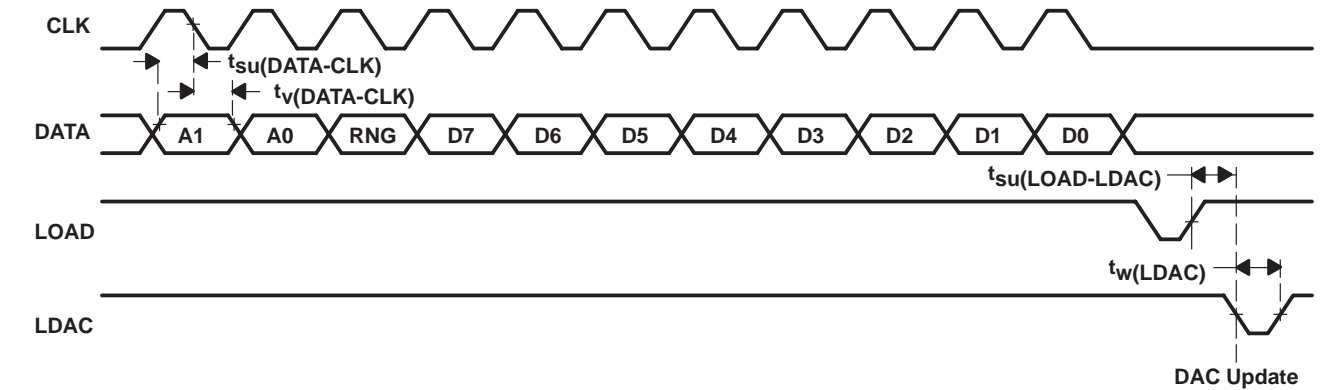 CLK
tsu(DATA-CLK)
tv(DATA-CLK)
DATA
A1 A0 RNG D7 D6 D5 D4 D3 D2 D1 D0
tsu(LOAD-LDAC)
LOAD
tw(LDAC)
LDAC
DAC Update